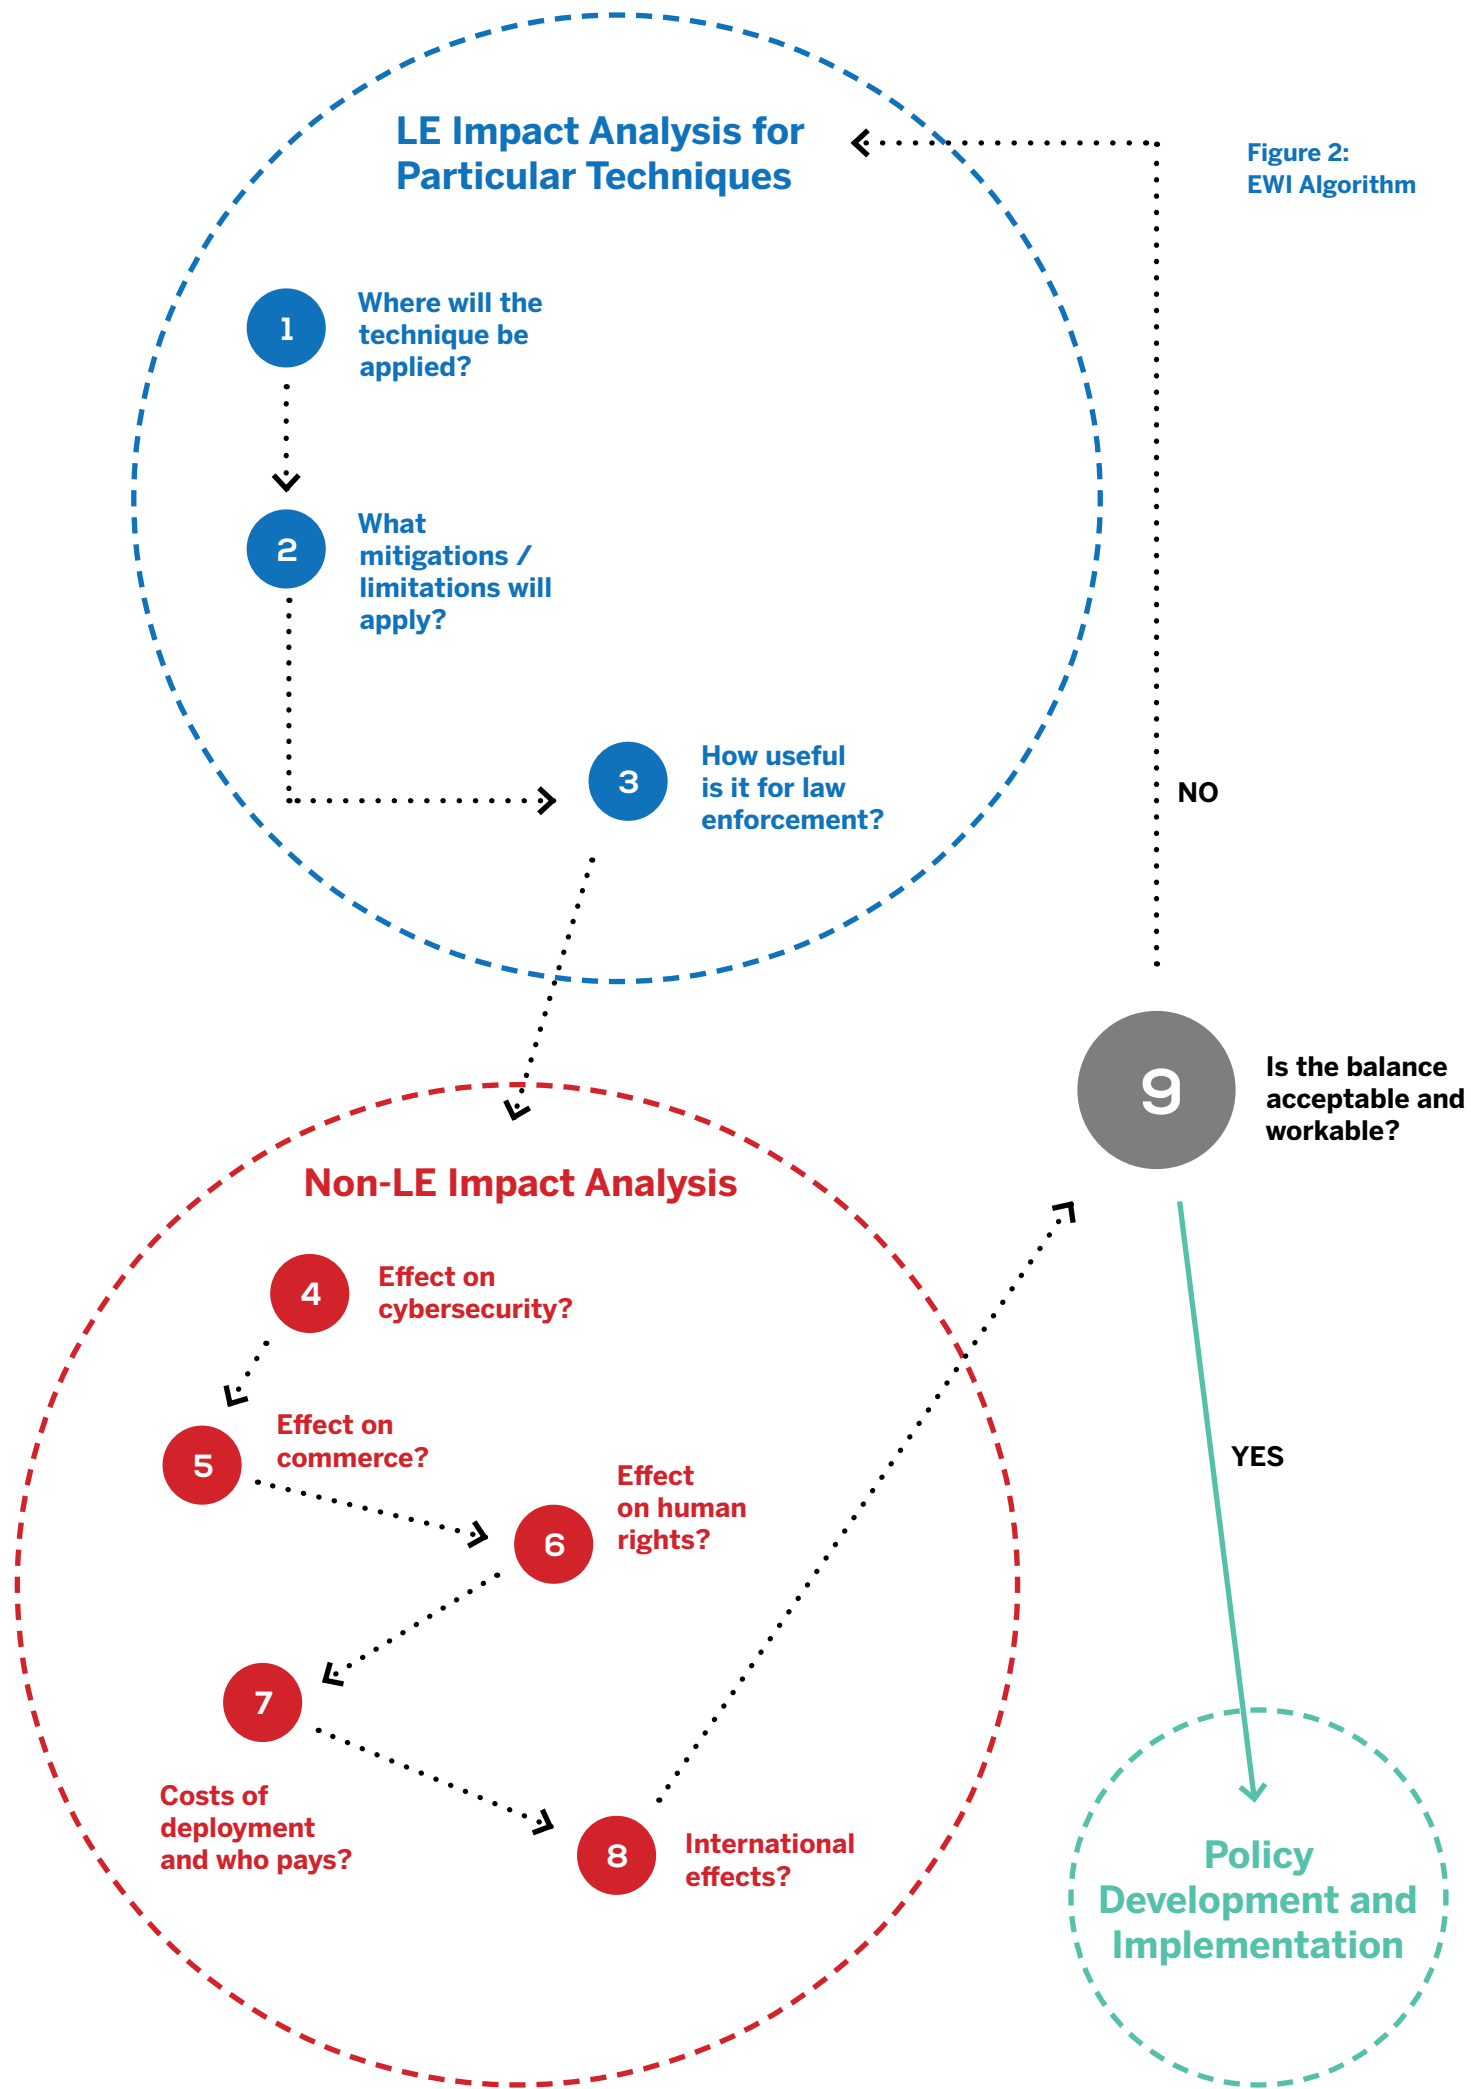 LE Impact Analysis for
Particular Techniques
Figure 2:
EWI Algorithm
1
Where will the
technique be
applied?
2
What
mitigations /
limitations will
apply?
3
How useful
is it for law
enforcement?
NO
9
Is the balance
acceptable and
workable?
Non-LE Impact Analysis
4
Effect on
cybersecurity?
5
Effect on
commerce?
6
Effect
on human
rights?
YES
7
Costs of
deployment
and who pays?
8
International
effects?
Policy
Development and
Implementation